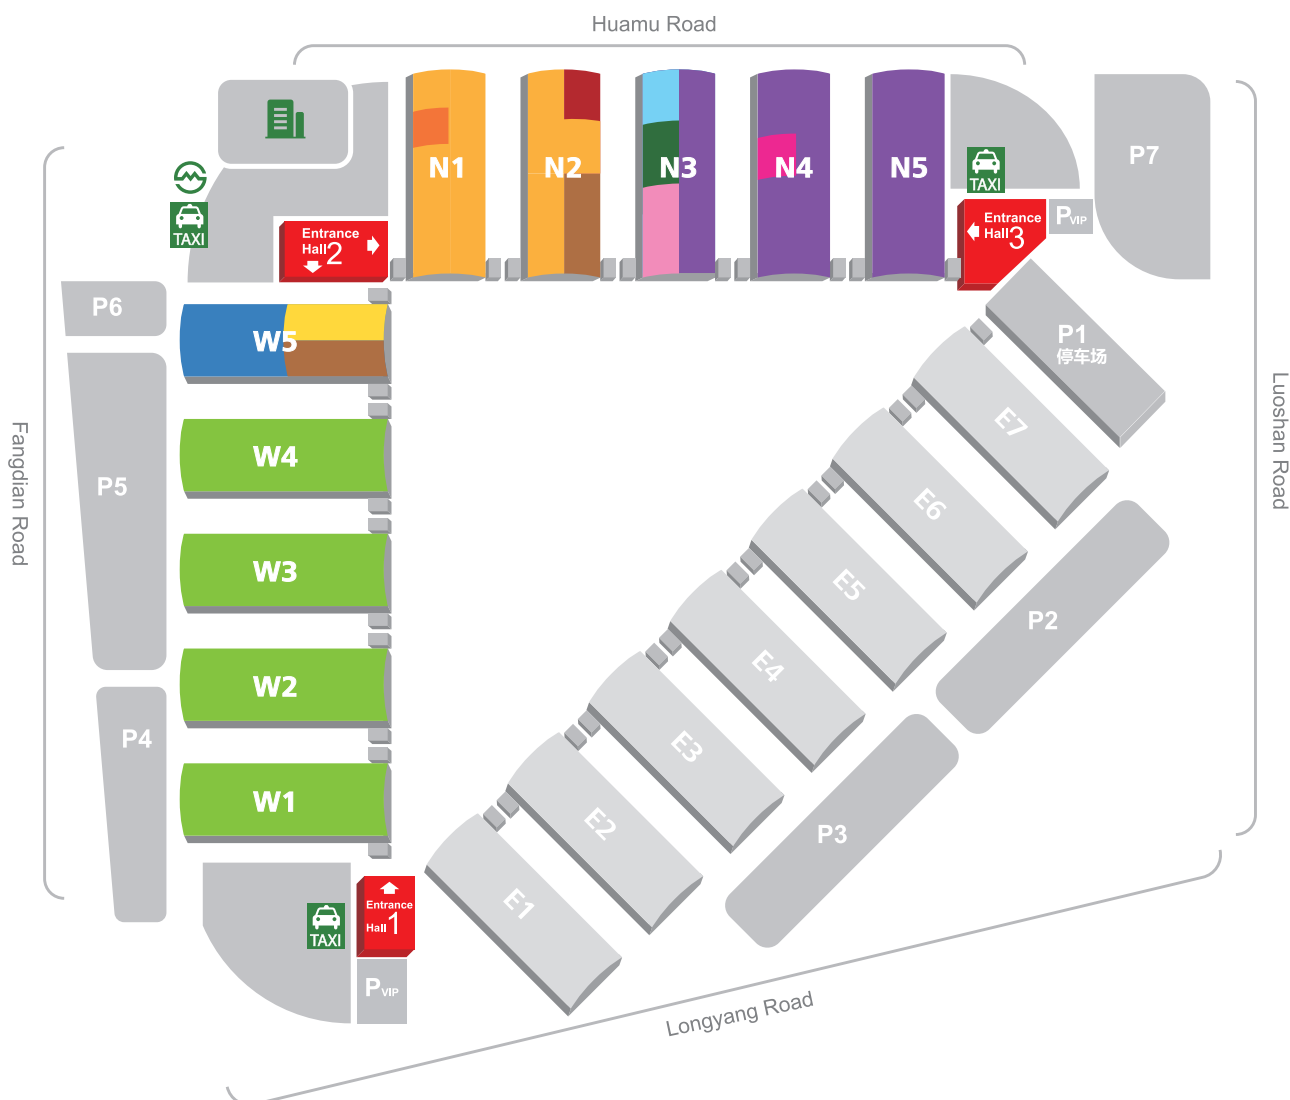 Huamu Road
N1
N2
N3
N4
N5
P7
TAXI
TAXI
PVIP
Entrance
Hall 2
Entrance
Hall 3
P6
W5
P1
停车场
Luoshan Road
Fangdian Road
W4
E7
P5
E6
W3
E5
P2
W2
E4
P4
E3
W1
E2
P3
TAXI
Entrance
Hall 1
E1
PVIP
Longyang Road